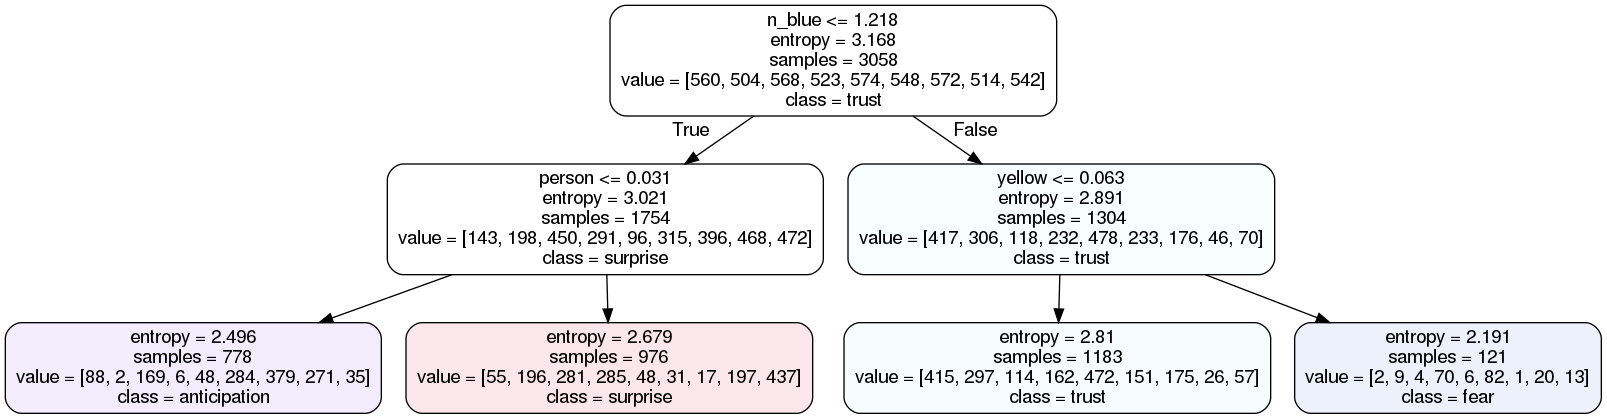 n_blue <= 1.218
entropy = 3.168
samples = 3058
value = [560, 504, 568, 523, 574, 548, 572, 514, 542]
class = trust
True
False
person <= 0.031
entropy = 3.021
samples = 1754
value = [143, 198, 450, 291, 96, 315, 396, 468, 472]
class = surprise
yellow <= 0.063
entropy = 2.891
samples = 1304
value = [417, 306, 118, 232, 478, 233, 176, 46, 70]
class = trust
entropy = 2.496
samples = 778
value = [88, 2, 169, 6, 48, 284, 379, 271, 35]
class = anticipation
entropy = 2.679
samples = 976
value = [55, 196, 281, 285, 48, 31, 17, 197, 437]
class = surprise
entropy = 2.81
samples = 1183
value = [415, 297, 114, 162, 472, 151, 175, 26, 57]
class = trust
entropy = 2.191
samples = 121
value = [2, 9, 4, 70, 6, 82, 1, 20, 13]
class = fear